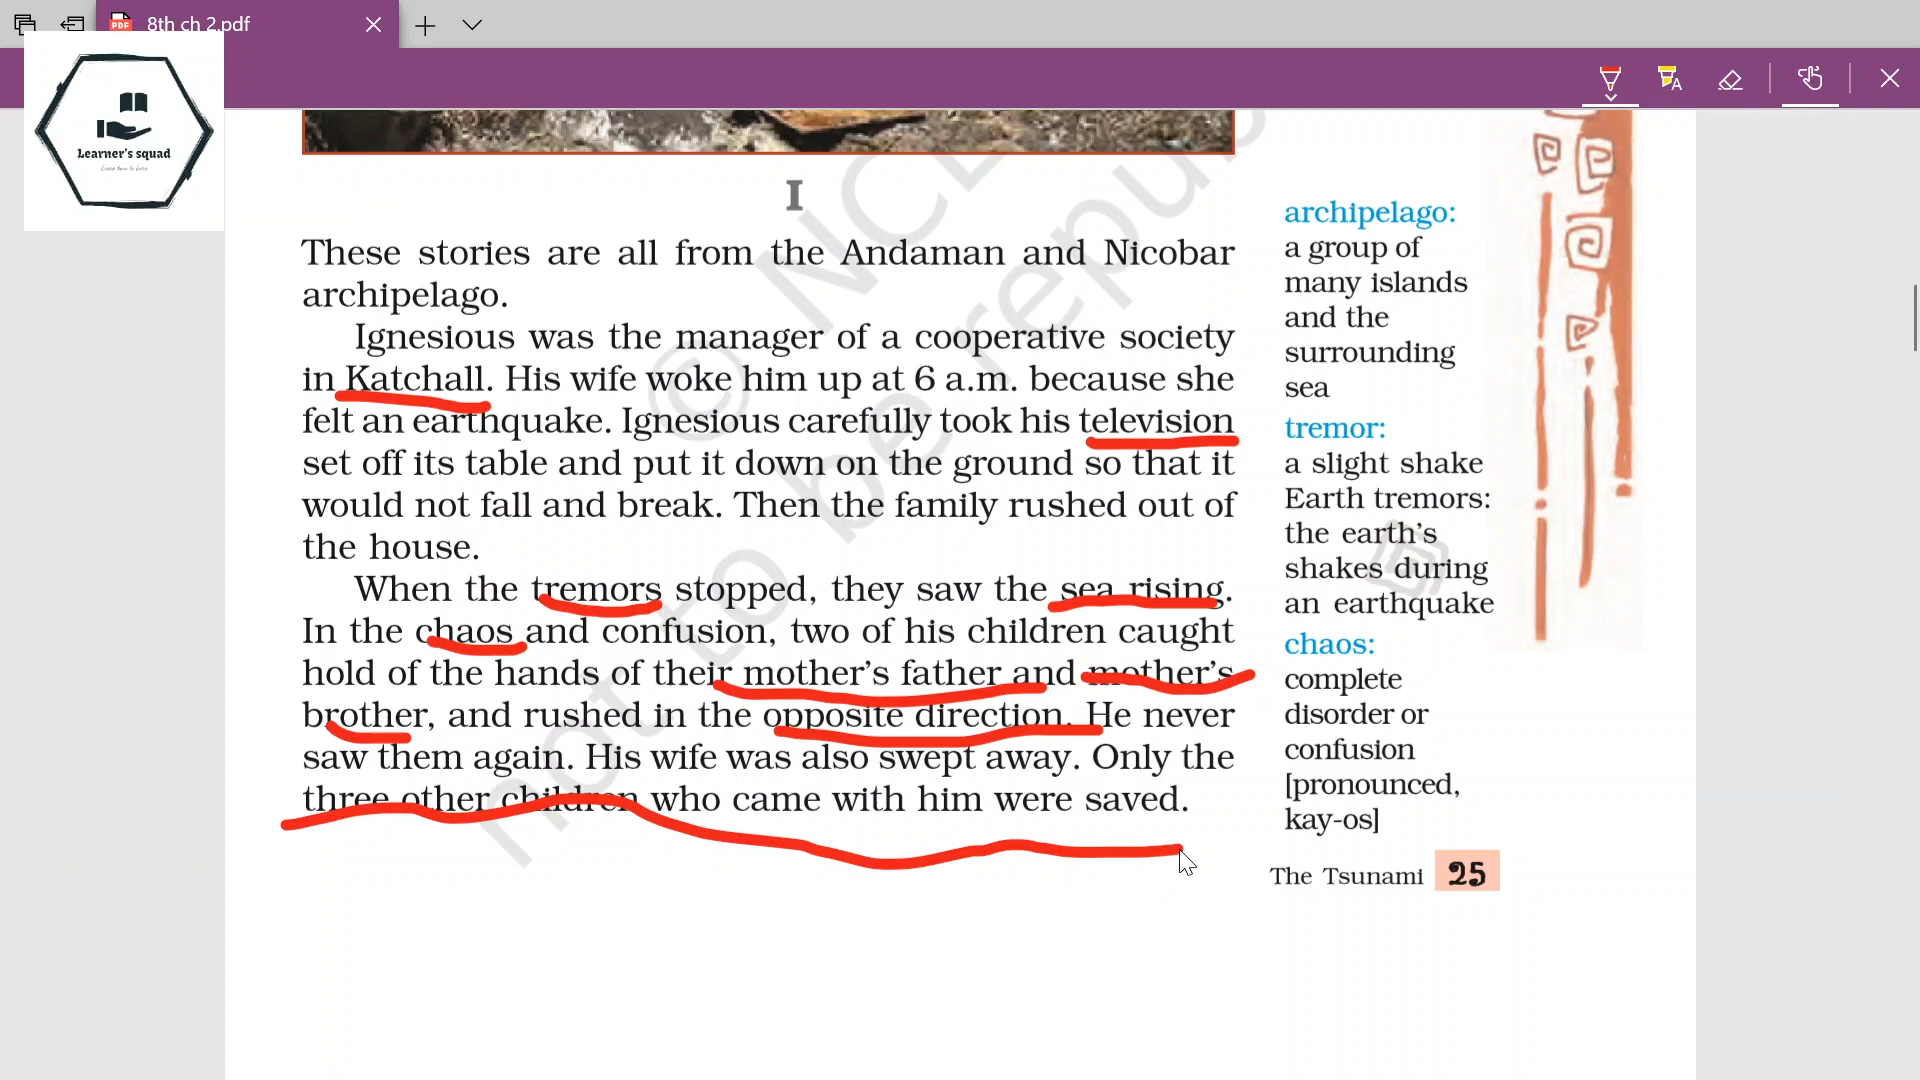 8th ch 2.pdf
Learner's squad
I
These stories are all from the Andaman and Nicobar
archipelago.
Ignesious was the manager of a cooperative society
in Katchall. His wife woke him up at 6 a.m. because she
felt an earthquake. Ignesious carefully took his television
set off its table and put it down on the ground so that it
would not fall and break. Then the family rushed out of
the house.
When the tremors stopped, they saw the sea rising.
In the chaos and confusion, two of his children caught
hold of the hands of their mother's father and mother's
brother, and rushed in the opposite direction. He never
saw them again. His wife was also swept away. Only the
three other children who came with him were saved.
archipelago:
a group of
many islands
and the
surrounding
sea
tremor:
a slight shake
Earth tremors:
the earth's
shakes during
an earthquake
chaos:
complete
disorder or
confusion
[pronounced,
kay-os]
The Tsunami 25
not to be repub